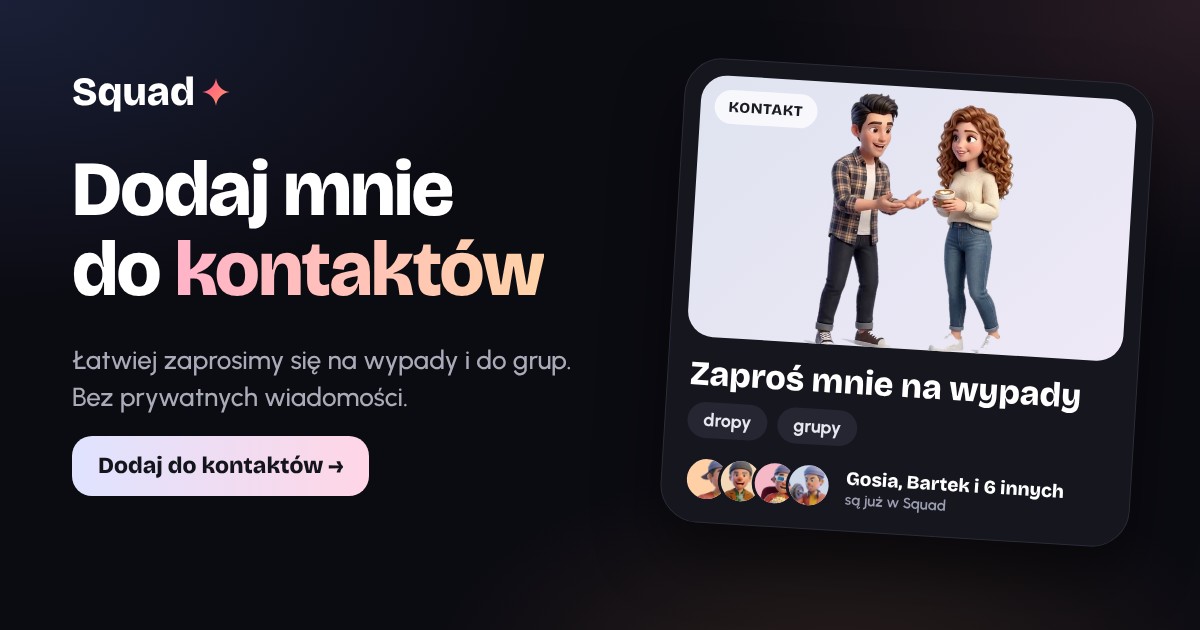 Squad
Dodaj mnie
do kontaktów
Łatwiej zaprosimy się na wypady i do grup.
Bez prywatnych wiadomości.
Dodaj do kontaktów →
KONTAKT
Zaproś mnie na wypady
dropy
grupy
Gosia, Bartek i 6 innych
są już w Squad